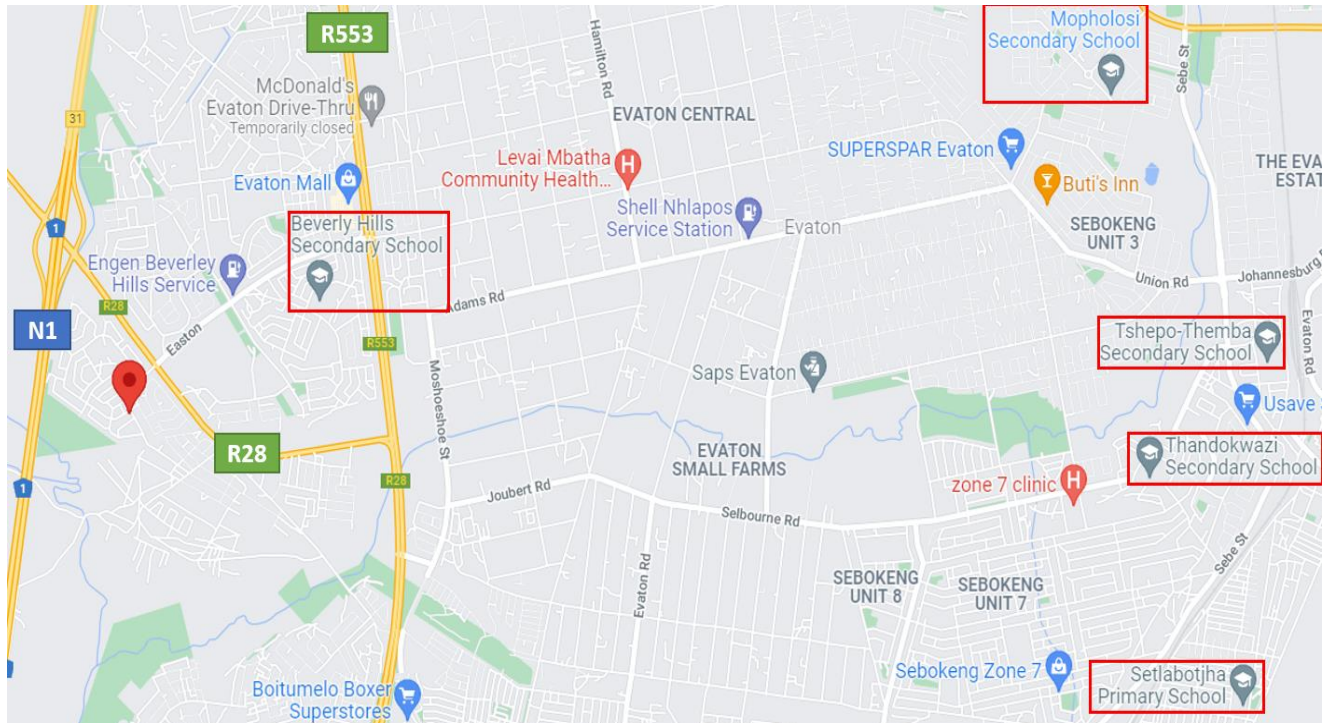 R553
Mopholosi
Secondary School
Hamilton Rd
Sebe St
McDonald's
Evaton Drive-Thru
Temporarily closed
31
EVATON CENTRAL
SUPERSPAR Evaton
Levai Mbatha
Community Health...
THE EVA
ESTAT
Evaton Mall
Buti's Inn
1
Beverly Hills
Secondary School
Shell Nhlapos
Service Station
Evaton
SEBOKENG
UNIT 3
Engen Beverley
Hills Service
R28
Adams Rd
Union Rd
Johannesburg
N1
Easton
R553
Evaton Rd
Tshepo-Themba
Secondary School
Saps Evaton
Moshoeshoe St
Usave
R28
EVATON
SMALL FARMS
Thandokwazi
Secondary School
R28
1
Joubert Rd
zone 7 clinic
Selbourne Rd
Sebe St
Evaton Rd
SEBOKENG
UNIT 8
SEBOKENG
UNIT 7
Sebokeng Zone 7
Setlabotjha
Primary School
Boitumelo Boxer
Superstores